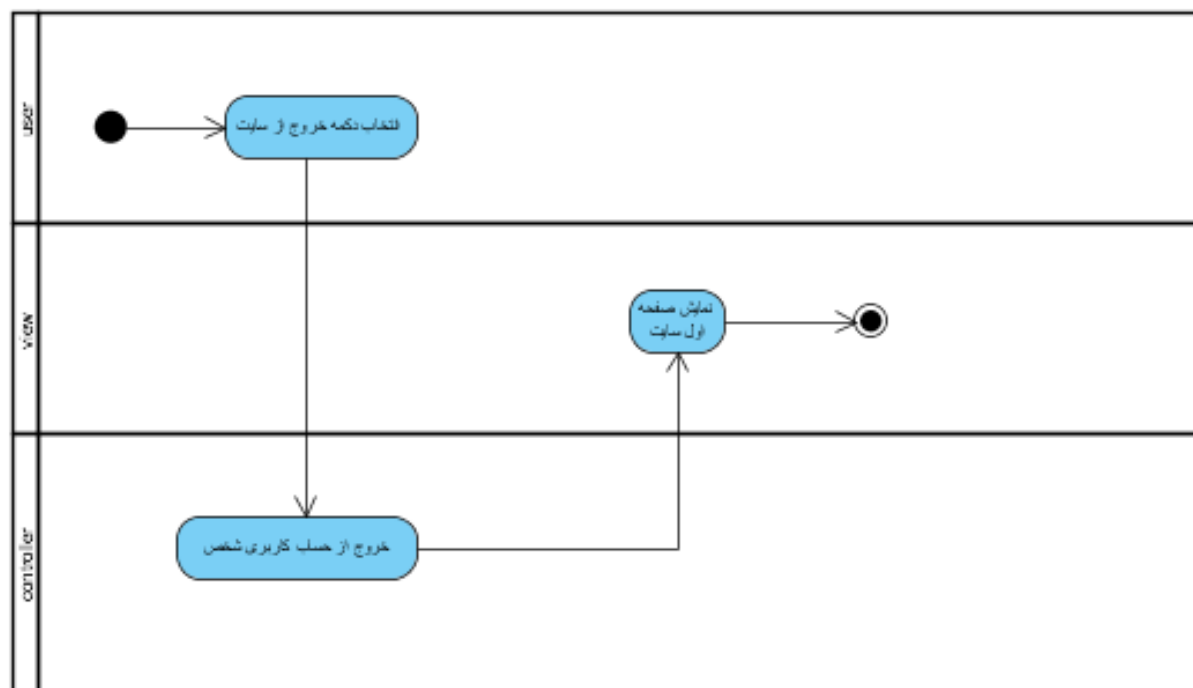 user
انتخاب دکمه خروج از سایت
view
نمایش صفحه
اول سایت
controller
خروج از حساب کاربری شخص